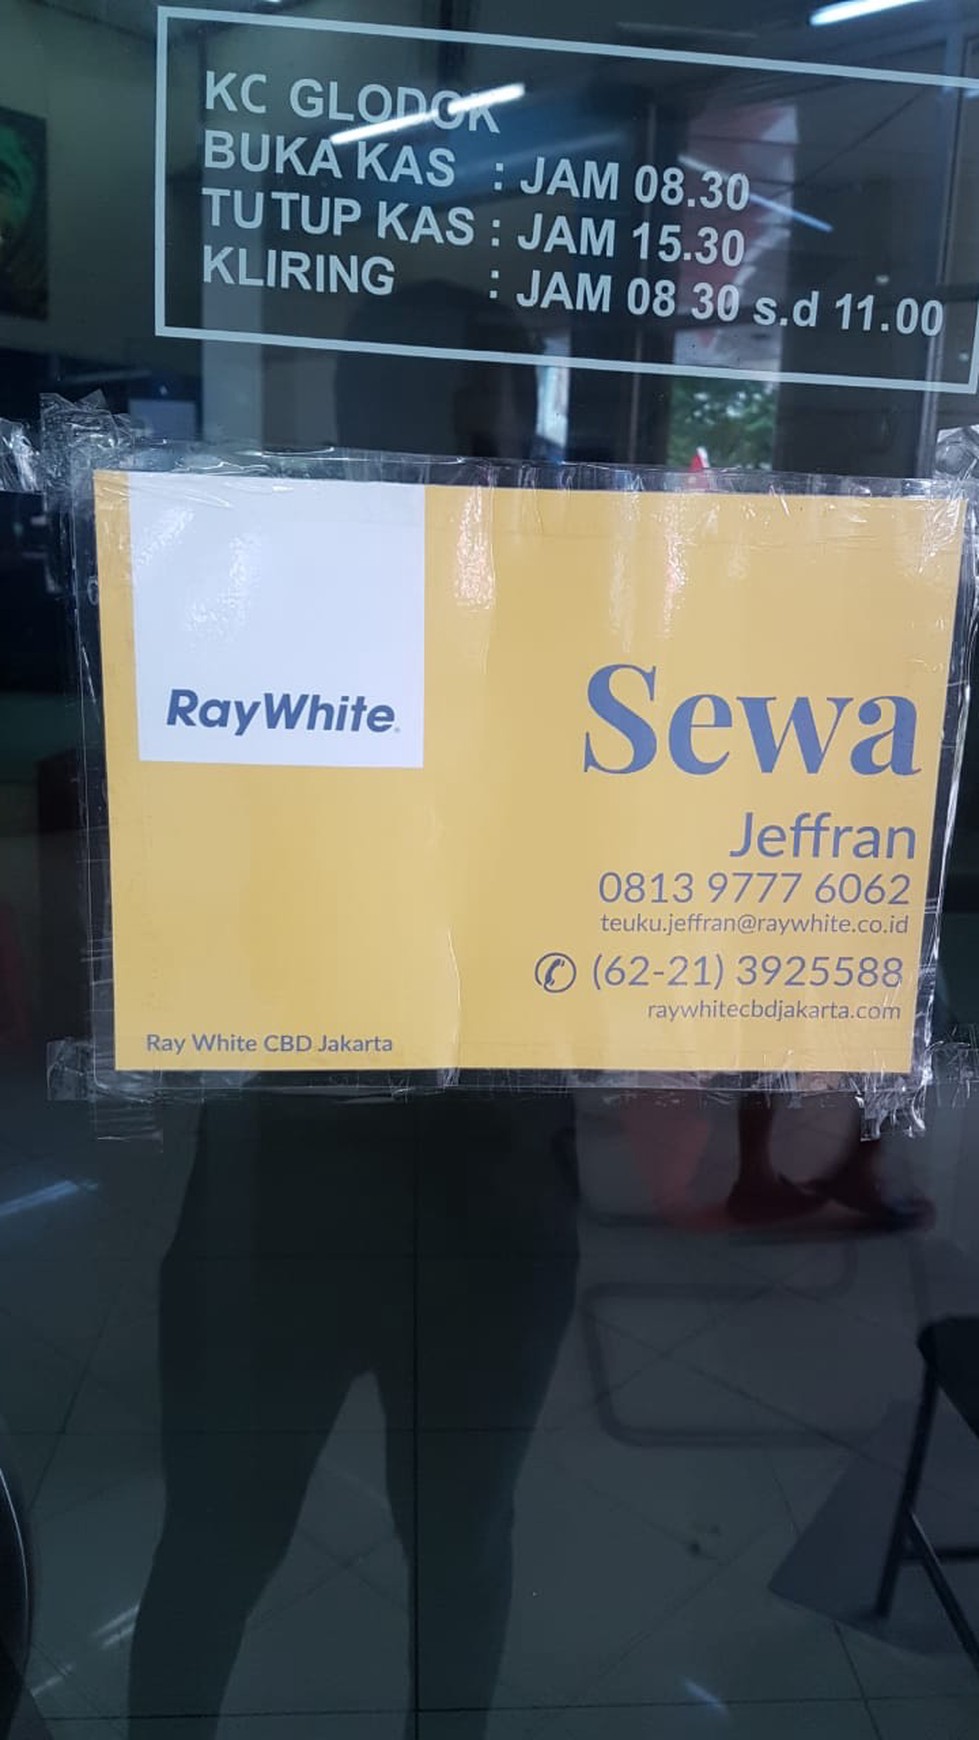 KC GLODOK
BUKA KAS : JAM 08.30
TUTUP KAS : JAM 15.30
KLIRING : JAM 08 30 s.d 11.00
RayWhite
Sewa
Jeffran
0813 9777 6062
teuku.jeffran@raywhite.co.id
(62-21) 3925588
raywhitecbdjakarta.com
Ray White CBD Jakarta